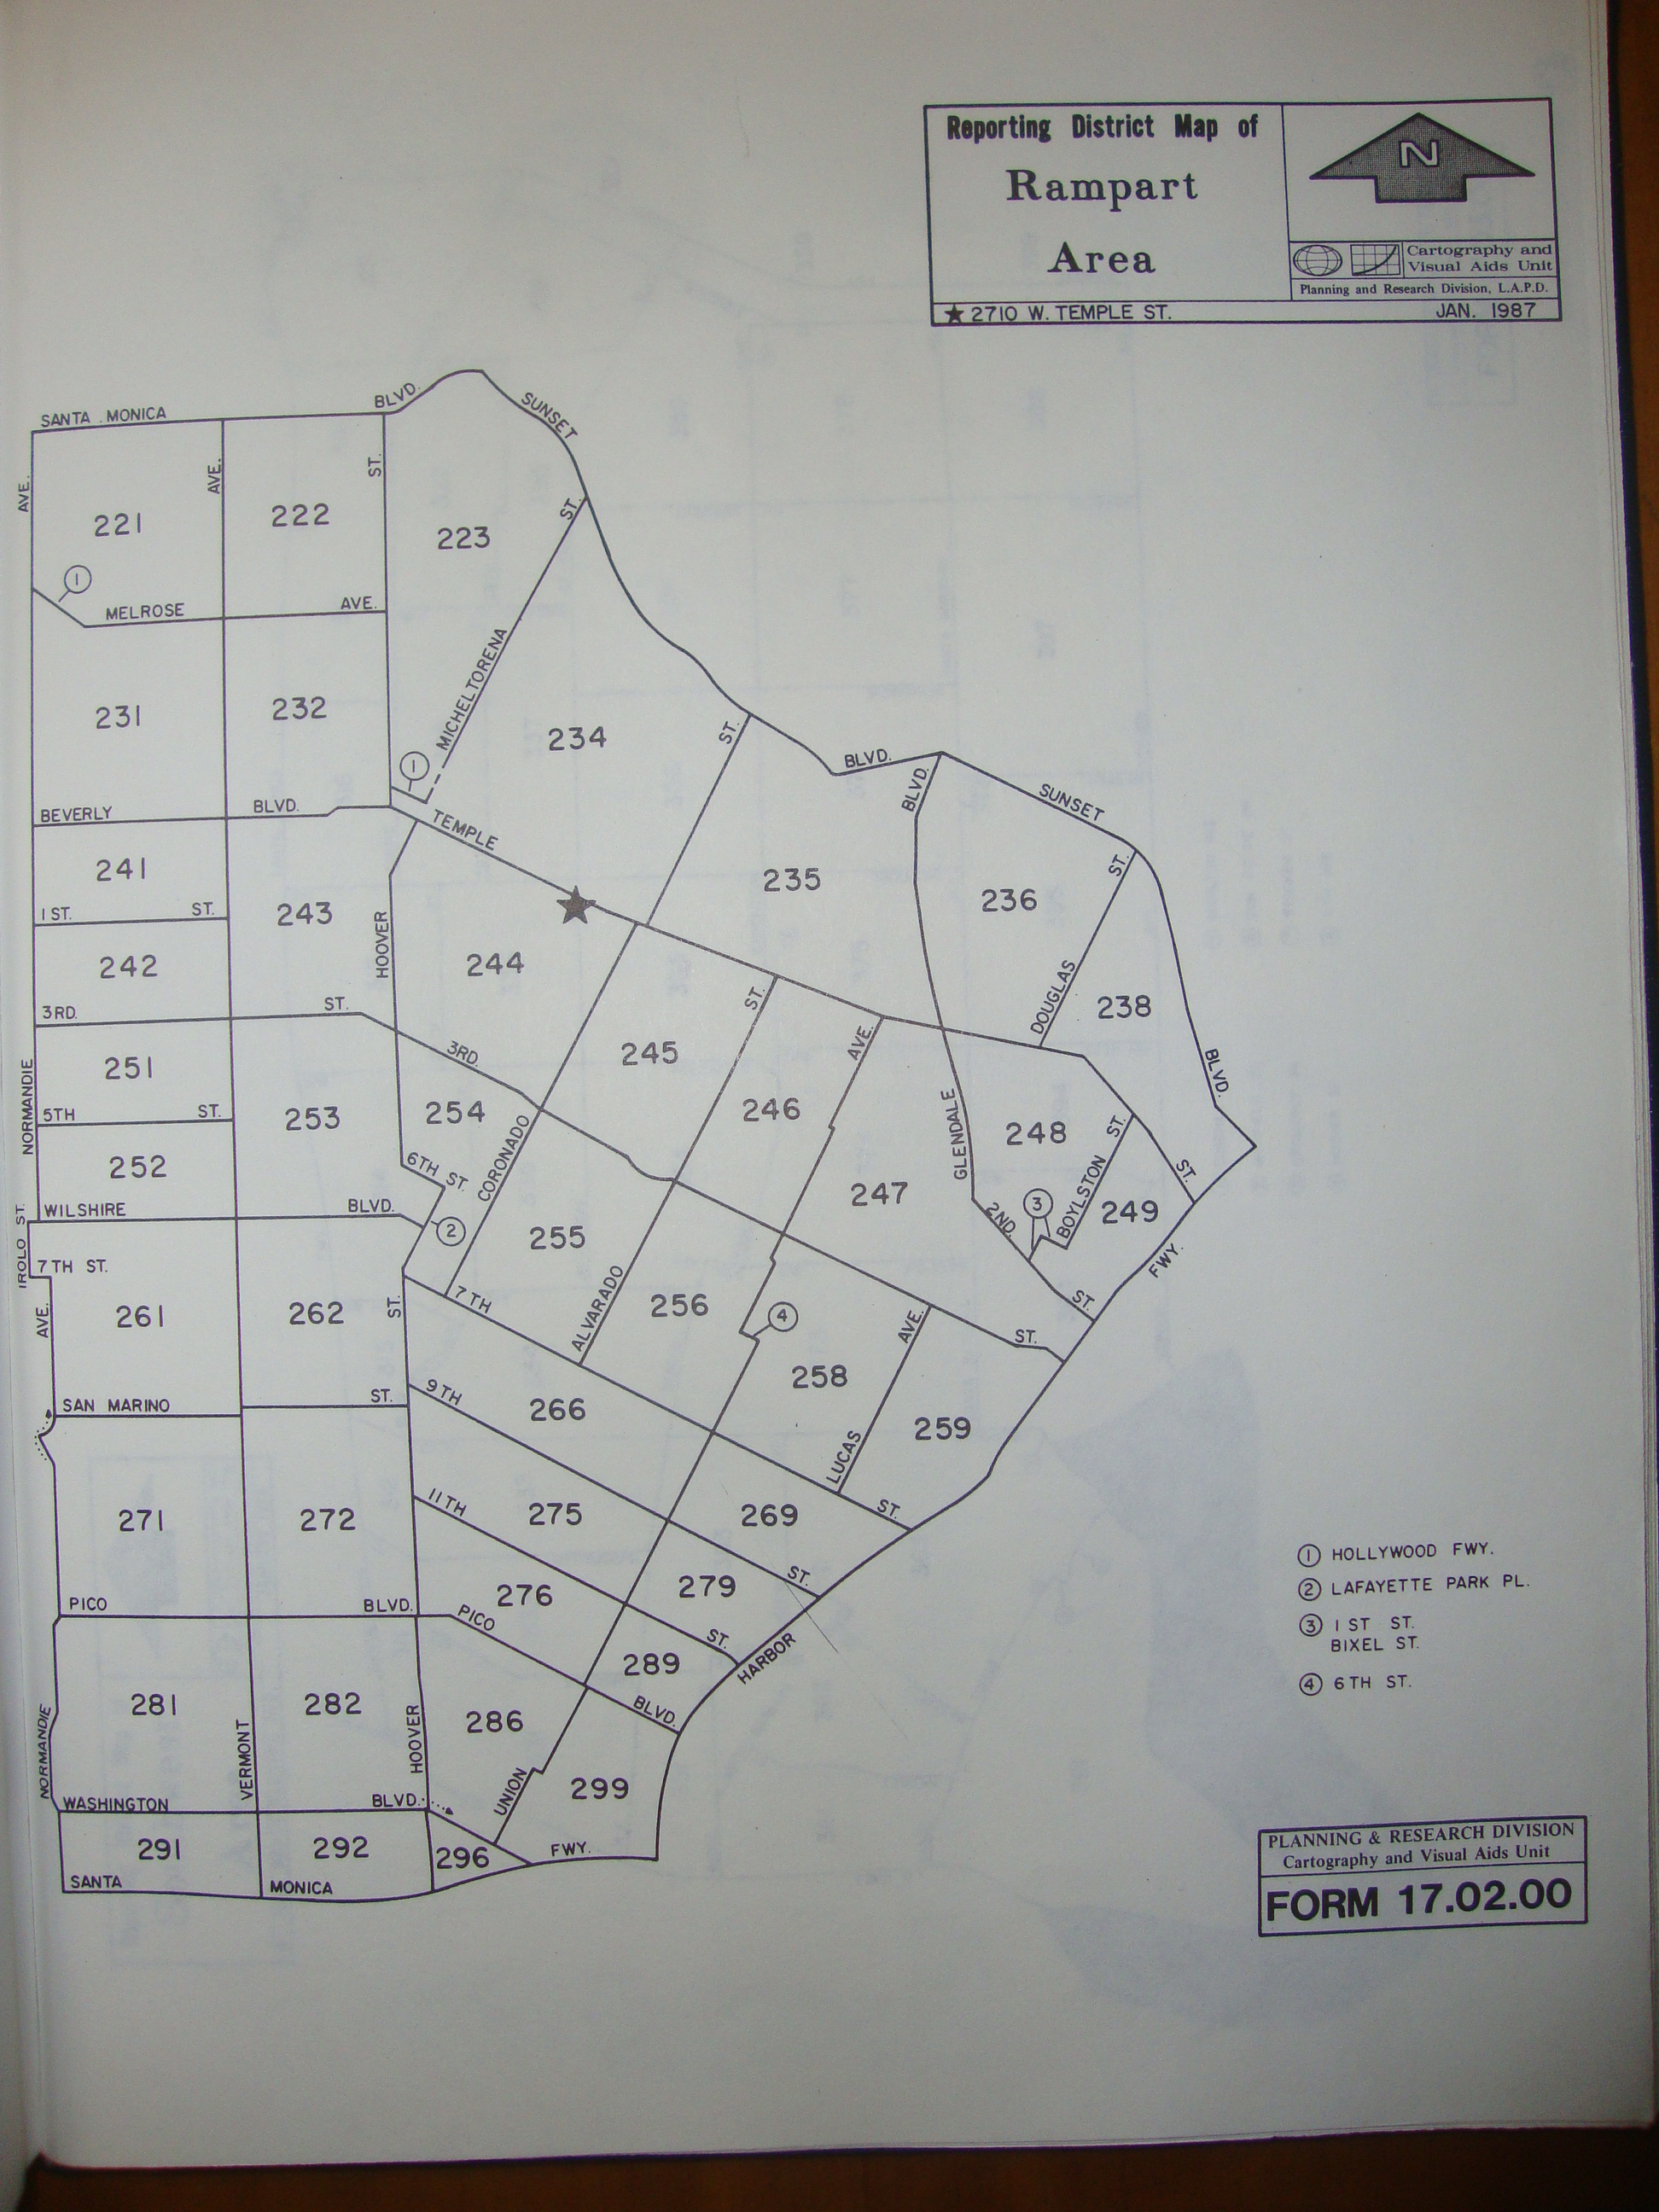 Reporting District Map of
Rampart
Area
N
Cartography and
Visual Aids Unit
Planning and Research Division, L.A.P.D.
★ 2710 W. TEMPLE ST. JAN. 1987
SANTA MONICA BLVD.
SUNSET
AVE.
AVE.
ST.
ST.
221
222
223
1
MELROSE AVE.
MICHELTORENA
231
232
234
ST.
1
BLVD.
BLVD.
SUNSET
BEVERLY BLVD.
TEMPLE
ST.
241
235
236
1 ST. ST.
243
HOOVER
244
242
ST.
DOUGLAS
238
3RD. ST.
3RD.
245
AVE.
BLVD.
NORMANDIE
251
5TH ST.
253
254
246
GLENDALE
248
ST.
252
6TH ST.
CORONADO
247
2ND.
3
BOYLSTON
249
ST.
IROLO ST.
WILSHIRE BLVD.
2
255
FWY.
7TH ST.
7TH
AVE.
261
262
ST.
ALVARADO
256
4
AVE.
ST.
ST.
258
SAN MARINO ST.
9TH
266
LUCAS
259
11TH
271
272
275
269
ST.
276
279
ST.
PICO BLVD.
PICO
ST.
289
HARBOR
281
282
286
BLVD.
NORMANDIE
VERMONT
HOOVER
UNION
299
WASHINGTON BLVD.
291
292
296
FWY.
SANTA MONICA
1 HOLLYWOOD FWY.
2 LAFAYETTE PARK PL.
3 1 ST ST.
BIXEL ST.
4 6TH ST.
PLANNING & RESEARCH DIVISION
Cartography and Visual Aids Unit
FORM 17.02.00